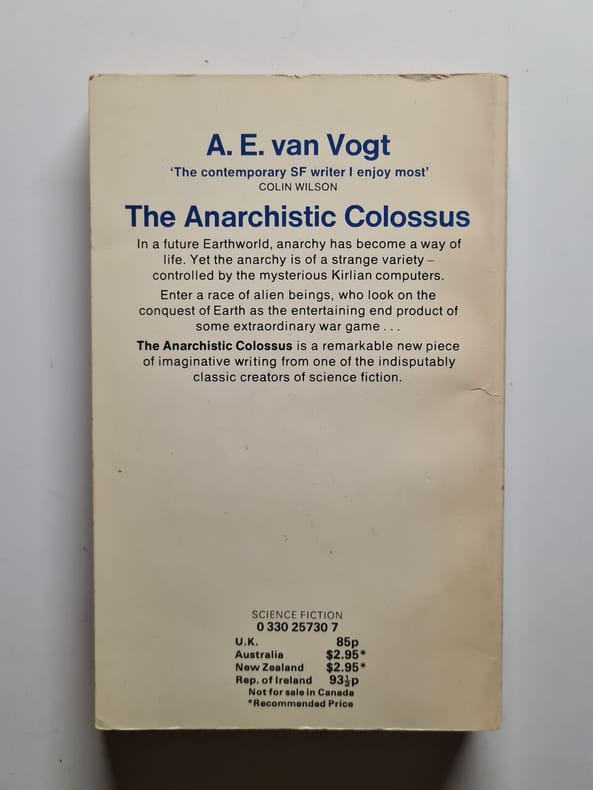 A. E. van Vogt
‘The contemporary SF writer I enjoy most’
COLIN WILSON
The Anarchistic Colossus
In a future Earthworld, anarchy has become a way of
life. Yet the anarchy is of a strange variety –
controlled by the mysterious Kirlian computers.
Enter a race of alien beings, who look on the
conquest of Earth as the entertaining end product of
some extraordinary war game . . .
The Anarchistic Colossus is a remarkable new piece
of imaginative writing from one of the indisputably
classic creators of science fiction.
SCIENCE FICTION
0 330 25730 7
U.K. 85p
Australia $2.95*
New Zealand $2.95*
Rep. of Ireland 93½p
Not for sale in Canada
*Recommended Price